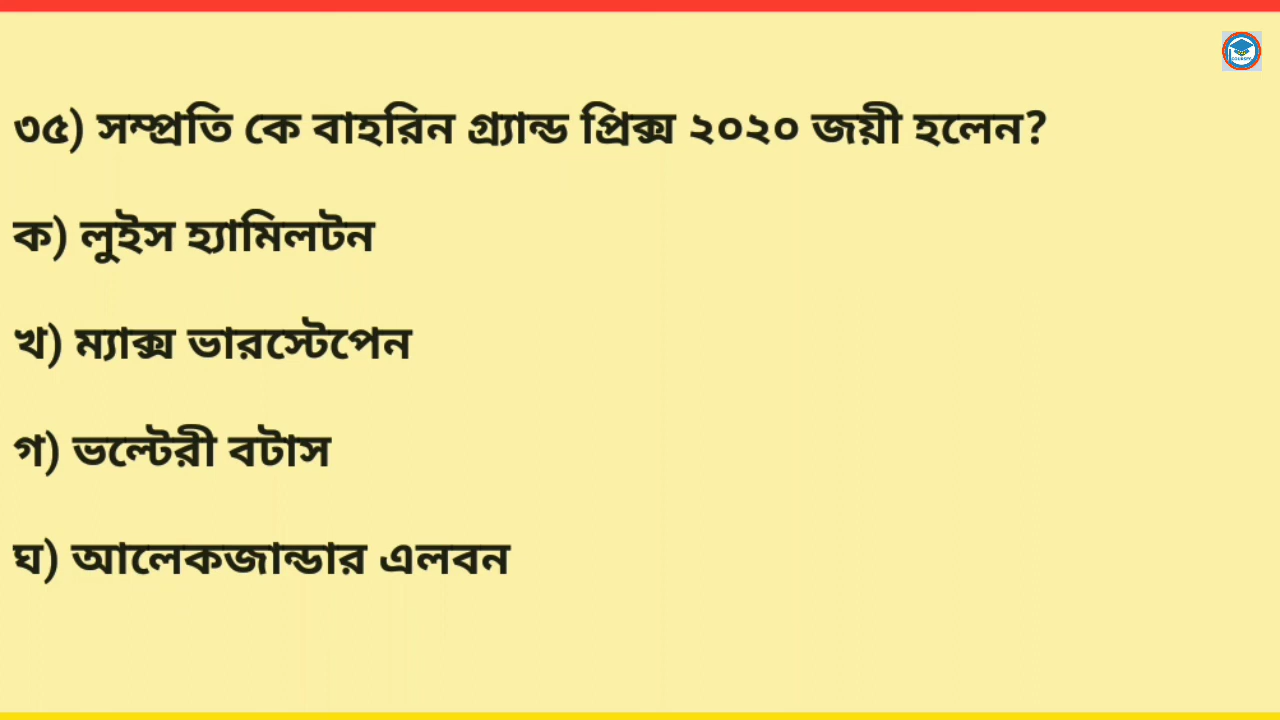 ৩৫) সম্প্রতি কে বাহরিন গ্র্যান্ড প্রিক্স ২০২০ জয়ী হলেন?
ক) লুইস হ্যামিলটন
খ) ম্যাক্স ভারস্টেপেন
গ) ভল্টেরী বটাস
ঘ) আলেকজান্ডার এলবন